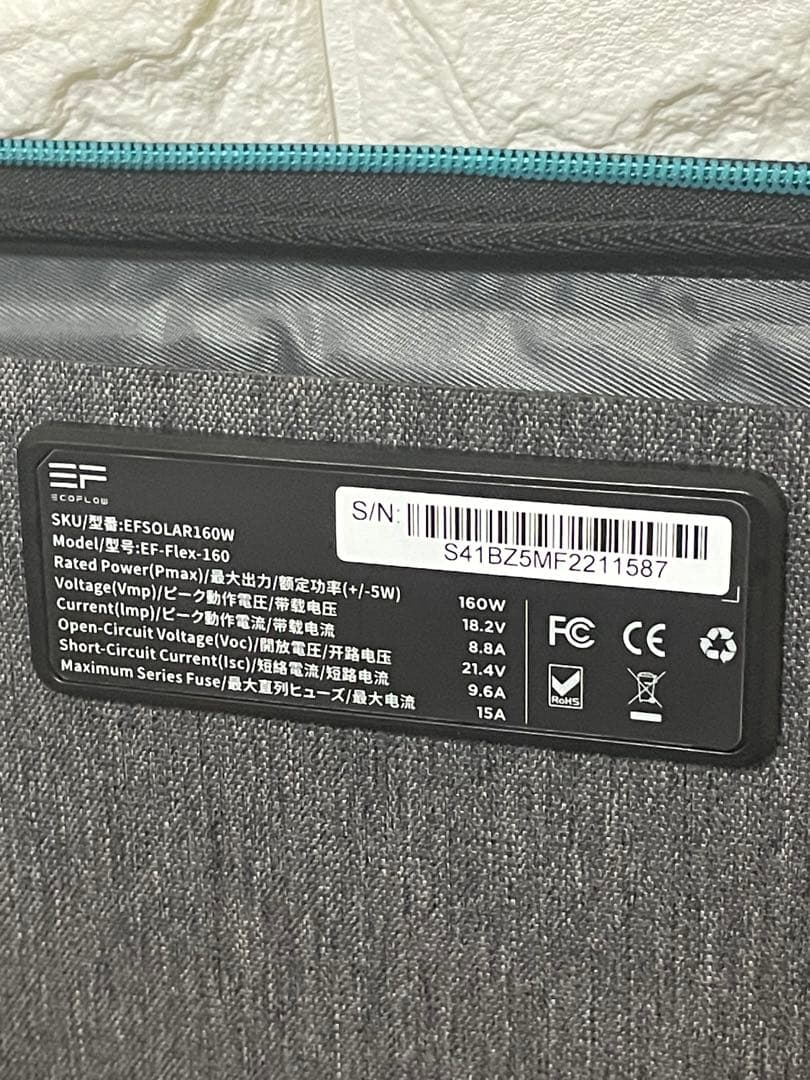 EF
ECOFLOW
SKU/型番:EFSOLAR160W
Model/型号:EF-Flex-160
Rated Power(Pmax)/最大出力/额定功率(+/-5W) 160W
Voltage(Vmp)/ピーク動作電圧/带载电压 18.2V
Current(Imp)/ピーク動作電流/带载电流 8.8A
Open-Circuit Voltage(Voc)/開放電圧/开路电压 21.4V
Short-Circuit Current(Isc)/短絡電流/短路电流 9.6A
Maximum Series Fuse/最大直列ヒューズ/最大电流 15A
S/N:
S41BZ5MF2211587
FC CE
RoHS